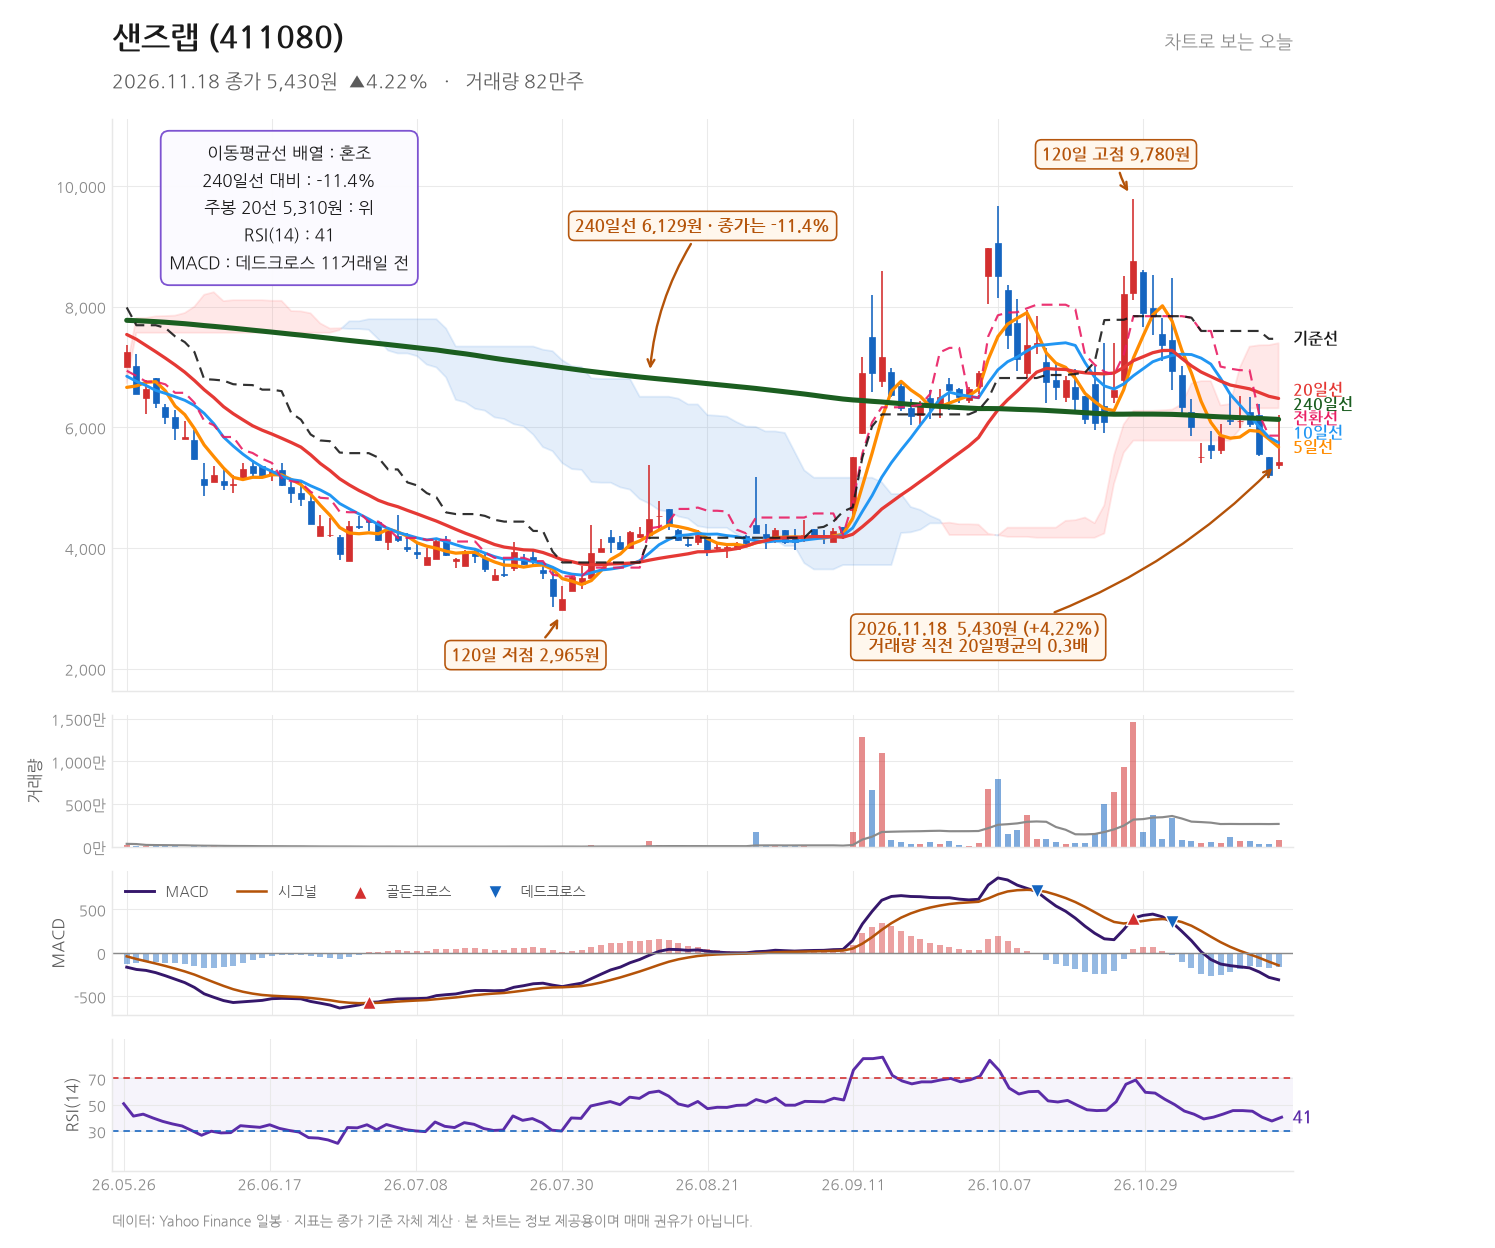 샌즈랩 (411080)
차트로 보는 오늘
2026.11.18 종가 5,430원 ▲4.22% · 거래량 82만주
이동평균선 배열 : 혼조
240일선 대비 : -11.4%
주봉 20선 5,310원 : 위
RSI(14) : 41
MACD : 데드크로스 11거래일 전
120일 고점 9,780원
240일선 6,129원 · 종가는 -11.4%
10,000
8,000
6,000
4,000
2,000
기준선
20일선
240일선
전환선
10일선
5일선
2026.11.18 5,430원 (+4.22%)
거래량 직전 20일평균의 0.3배
120일 저점 2,965원
거래량
1,500만
1,000만
500만
0만
MACD
MACD
시그널
골든크로스
데드크로스
500
0
-500
RSI(14)
70
50
30
41
26.05.26
26.06.17
26.07.08
26.07.30
26.08.21
26.09.11
26.10.07
26.10.29
데이터: Yahoo Finance 일봉 · 지표는 종가 기준 자체 계산 · 본 차트는 정보 제공용이며 매매 권유가 아닙니다.